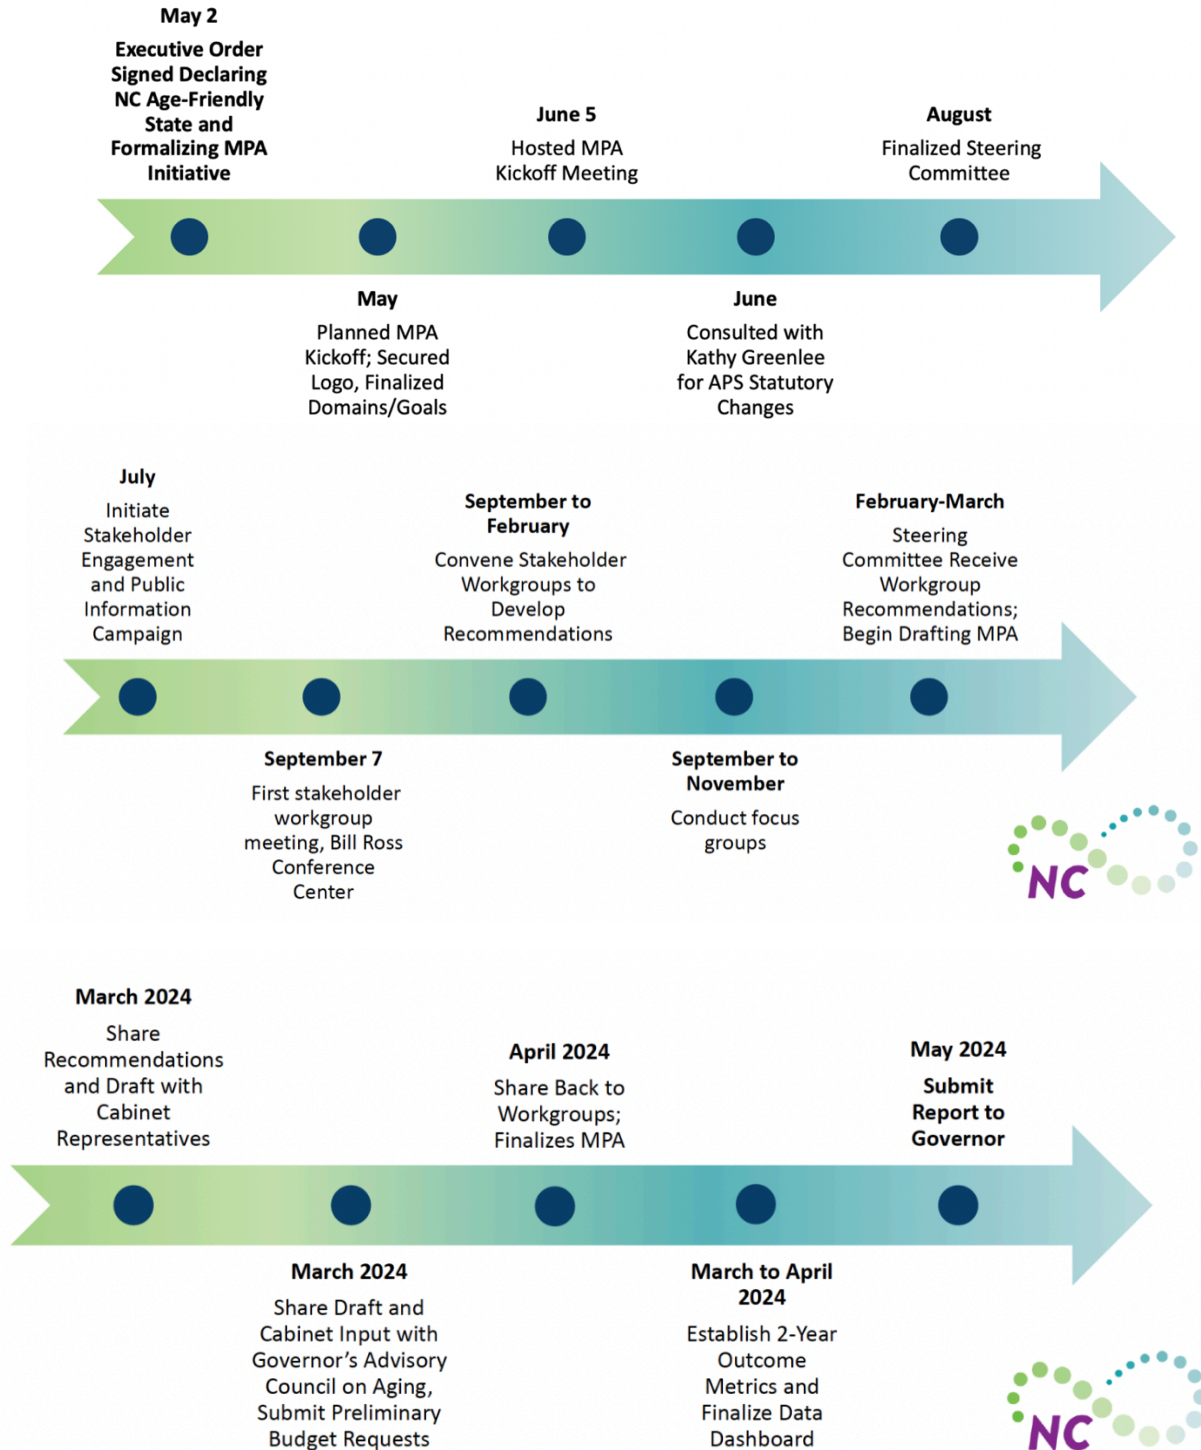 May 2
Executive Order
Signed Declaring
NC Age-Friendly
State and
Formalizing MPA
Initiative
May
Planned MPA
Kickoff; Secured
Logo, Finalized
Domains/Goals
June 5
Hosted MPA
Kickoff Meeting
June
Consulted with
Kathy Greenlee
for APS Statutory
Changes
August
Finalized Steering
Committee
July
Initiate
Stakeholder
Engagement
and Public
Information
Campaign
September 7
First stakeholder
workgroup
meeting, Bill Ross
Conference
Center
September to
February
Convene Stakeholder
Workgroups to
Develop
Recommendations
September to
November
Conduct focus
groups
February-March
Steering
Committee Receive
Workgroup
Recommendations;
Begin Drafting MPA
NC
March 2024
Share
Recommendations
and Draft with
Cabinet
Representatives
March 2024
Share Draft and
Cabinet Input with
Governor’s Advisory
Council on Aging,
Submit Preliminary
Budget Requests
April 2024
Share Back to
Workgroups;
Finalizes MPA
March to April
2024
Establish 2-Year
Outcome
Metrics and
Finalize Data
Dashboard
May 2024
Submit
Report to
Governor
NC